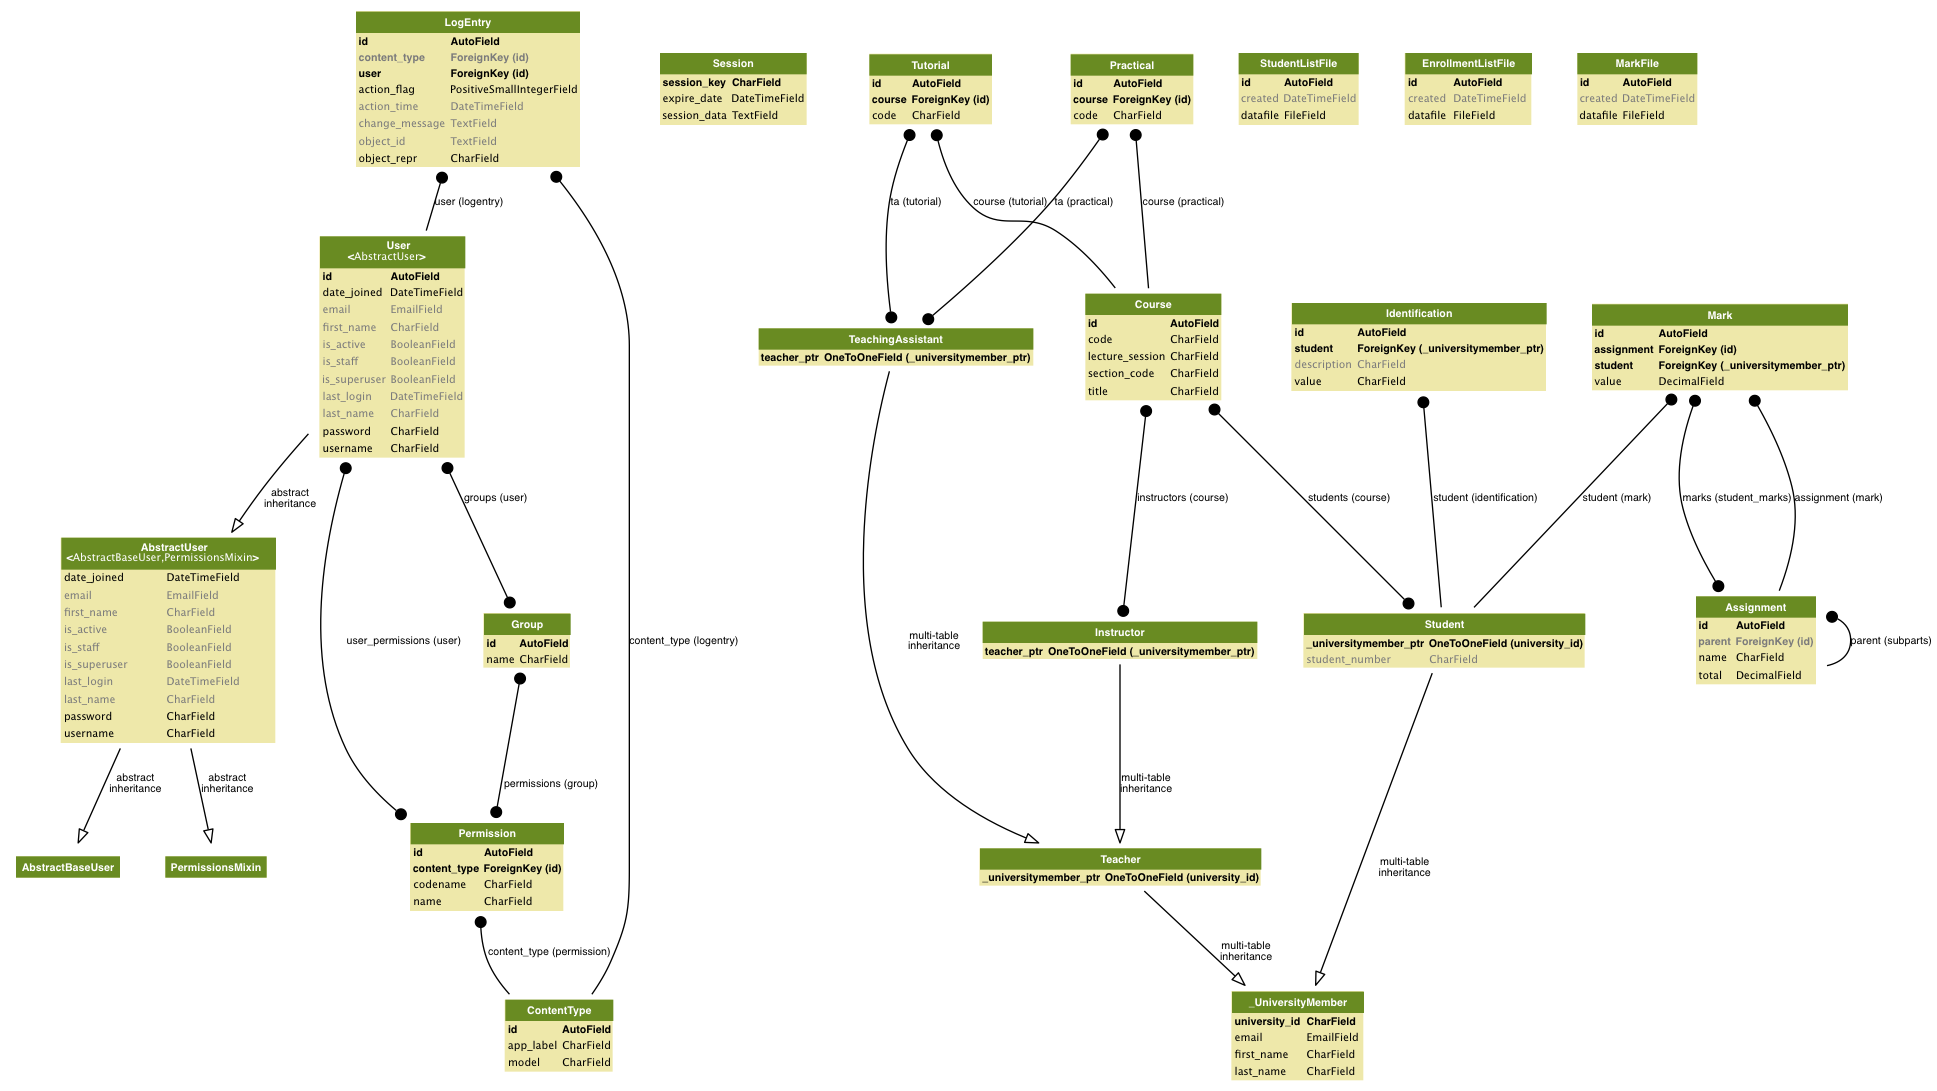 LogEntry
id AutoField
content_type ForeignKey (id)
user ForeignKey (id)
action_flag PositiveSmallIntegerField
action_time DateTimeField
change_message TextField
object_id TextField
object_repr CharField
Session
session_key CharField
expire_date DateTimeField
session_data TextField
Tutorial
id AutoField
course ForeignKey (id)
code CharField
Practical
id AutoField
course ForeignKey (id)
code CharField
StudentListFile
id AutoField
created DateTimeField
datafile FileField
EnrollmentListFile
id AutoField
created DateTimeField
datafile FileField
MarkFile
id AutoField
created DateTimeField
datafile FileField
user (logentry)
ta (tutorial)
course (tutorial)
ta (practical)
course (practical)
User
<AbstractUser>
id AutoField
date_joined DateTimeField
email EmailField
first_name CharField
is_active BooleanField
is_staff BooleanField
is_superuser BooleanField
last_login DateTimeField
last_name CharField
password CharField
username CharField
TeachingAssistant
teacher_ptr OneToOneField (_universitymember_ptr)
Course
id AutoField
code CharField
lecture_session CharField
section_code CharField
title CharField
Identification
id AutoField
student ForeignKey (_universitymember_ptr)
description CharField
value CharField
Mark
id AutoField
assignment ForeignKey (id)
student ForeignKey (_universitymember_ptr)
value DecimalField
abstract
inheritance
groups (user)
instructors (course)
students (course)
student (identification)
student (mark)
marks (student_marks)
assignment (mark)
AbstractUser
<AbstractBaseUser,PermissionsMixin>
date_joined DateTimeField
email EmailField
first_name CharField
is_active BooleanField
is_staff BooleanField
is_superuser BooleanField
last_login DateTimeField
last_name CharField
password CharField
username CharField
user_permissions (user)
Group
id AutoField
name CharField
content_type (logentry)
multi-table
inheritance
Instructor
teacher_ptr OneToOneField (_universitymember_ptr)
Student
_universitymember_ptr OneToOneField (university_id)
student_number CharField
Assignment
id AutoField
parent ForeignKey (id)
name CharField
total DecimalField
parent (subparts)
abstract
inheritance
abstract
inheritance
permissions (group)
multi-table
inheritance
AbstractBaseUser
PermissionsMixin
Permission
id AutoField
content_type ForeignKey (id)
codename CharField
name CharField
Teacher
_universitymember_ptr OneToOneField (university_id)
multi-table
inheritance
content_type (permission)
multi-table
inheritance
ContentType
id AutoField
app_label CharField
model CharField
_UniversityMember
university_id CharField
email EmailField
first_name CharField
last_name CharField